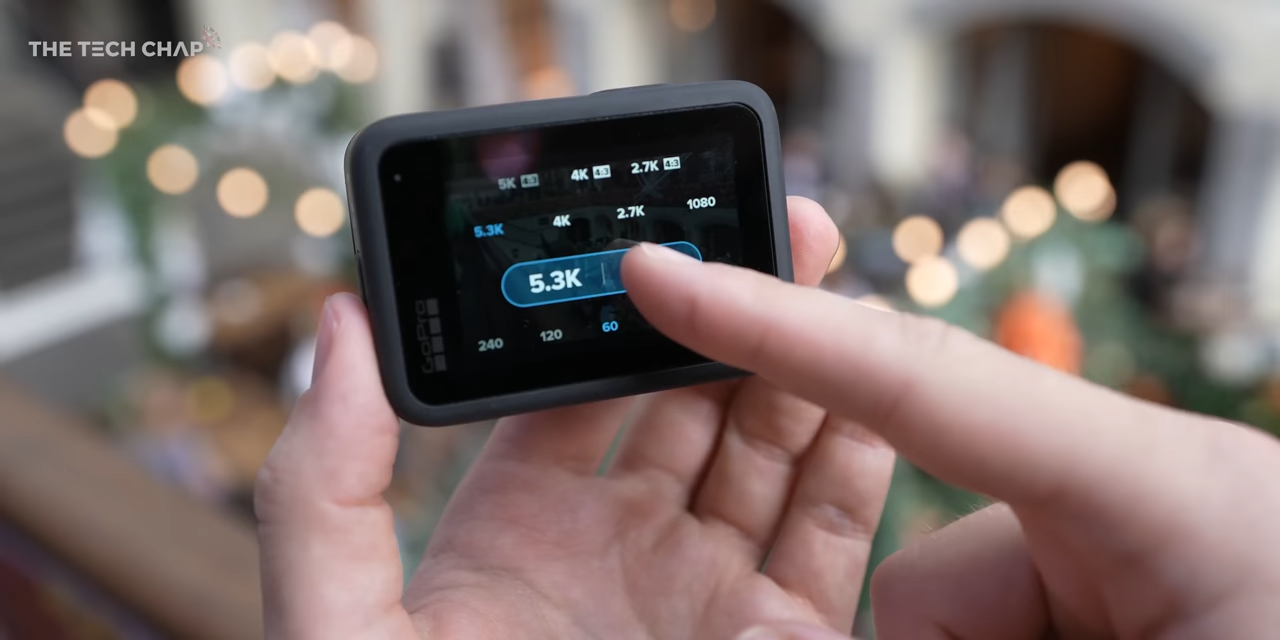 THE TECH CHAP
5K 4:3 4K 4:3 2.7K 4:3
5.3K 4K 2.7K 1080
5.3K
240 120 60
GoPro